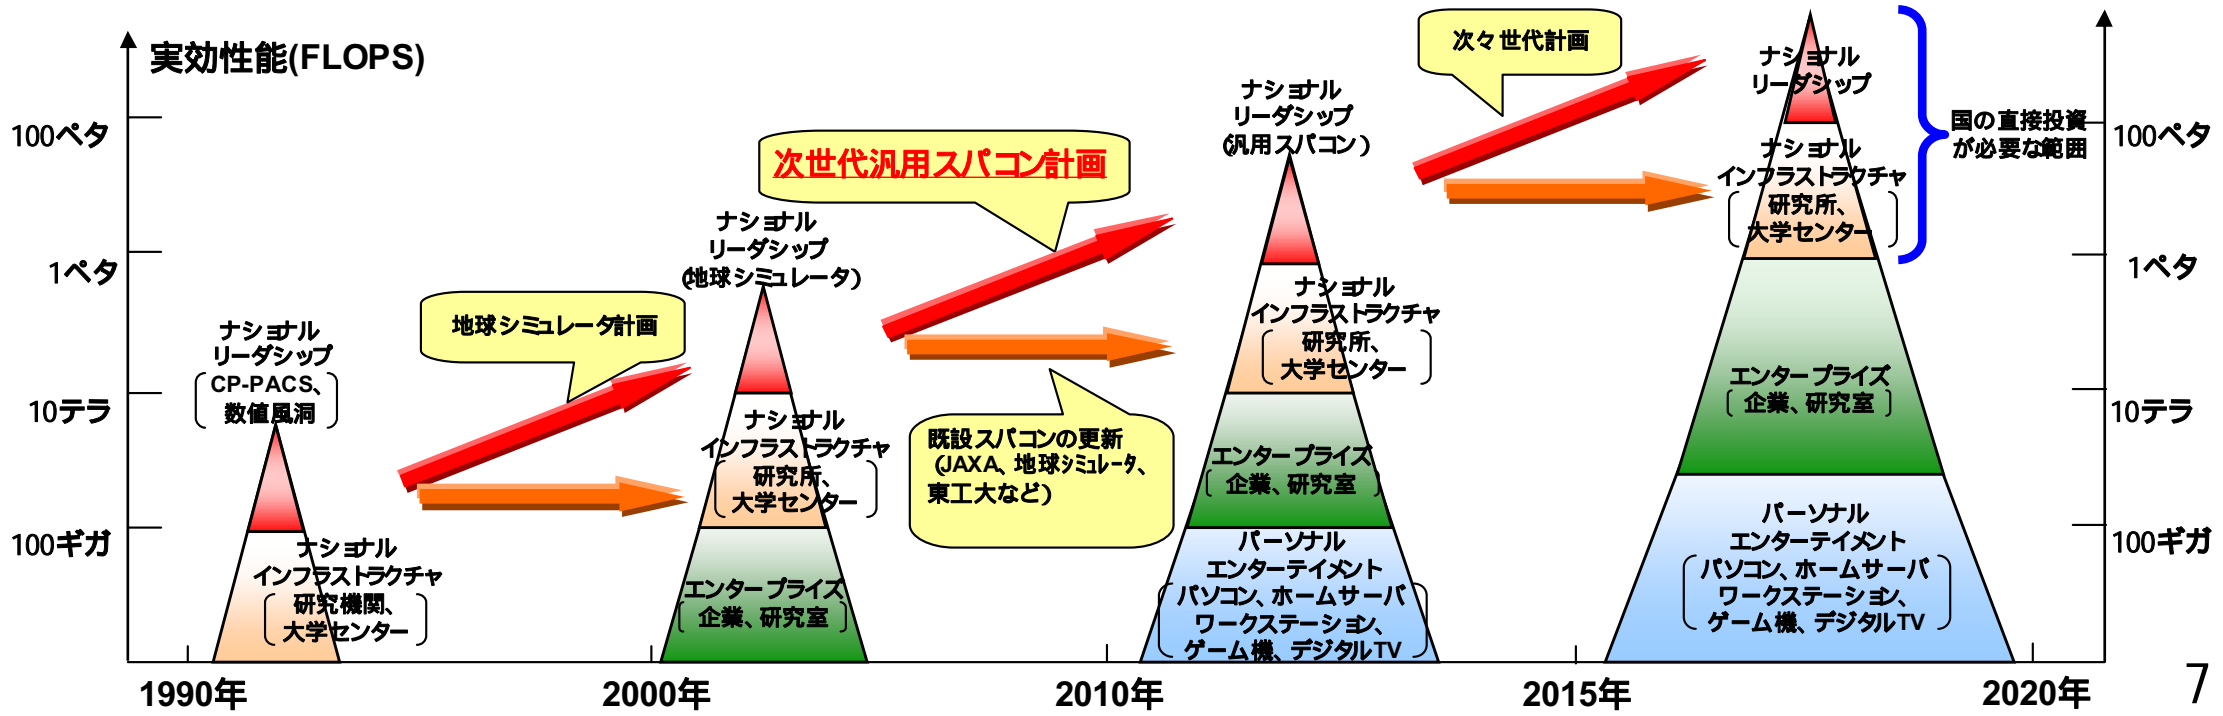 実効性能(FLOPS)
100ペタ
1ペタ
10テラ
100ギガ
ナショナル
リーダシップ
CP-PACS、
数値風洞
ナショナル
インフラストラクチャ
研究機関、
大学センター
地球シミュレータ計画
ナショナル
リーダシップ
(地球シミュレータ)
ナショナル
インフラストラクチャ
研究所、
大学センター
エンタープライズ
企業、研究室
次世代汎用スパコン計画
既設スパコンの更新
(JAXA、地球シミュレータ、
東工大など)
ナショナル
リーダシップ
(汎用スパコン)
ナショナル
インフラストラクチャ
研究所、
大学センター
エンタープライズ
企業、研究室
パーソナル
エンターテイメント
パソコン、ホームサーバ
ワークステーション、
ゲーム機、デジタルTV
次々世代計画
ナショナル
リーダシップ
ナショナル
インフラストラクチャ
研究所、
大学センター
エンタープライズ
企業、研究室
パーソナル
エンターテイメント
パソコン、ホームサーバ
ワークステーション、
ゲーム機、デジタルTV
国の直接投資
が必要な範囲
100ペタ
1ペタ
10テラ
100ギガ
1990年
2000年
2010年
2015年
2020年
7